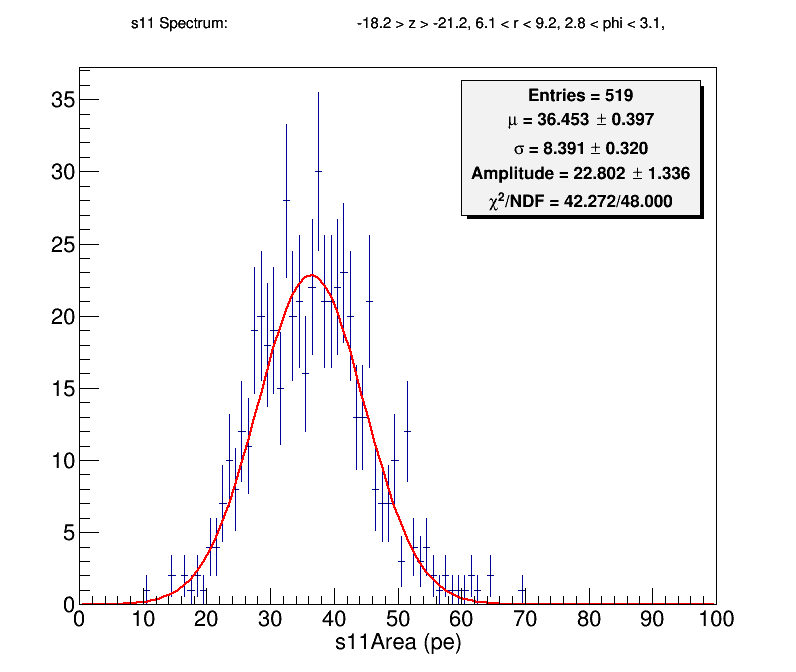 s11 Spectrum: -18.2 > z > -21.2, 6.1 < r < 9.2, 2.8 < phi < 3.1,
Entries = 519
μ = 36.453 ± 0.397
σ = 8.391 ± 0.320
Amplitude = 22.802 ± 1.336
χ²/NDF = 42.272/48.000
35
30
25
20
15
10
5
0
0 10 20 30 40 50 60 70 80 90 100
s11Area (pe)